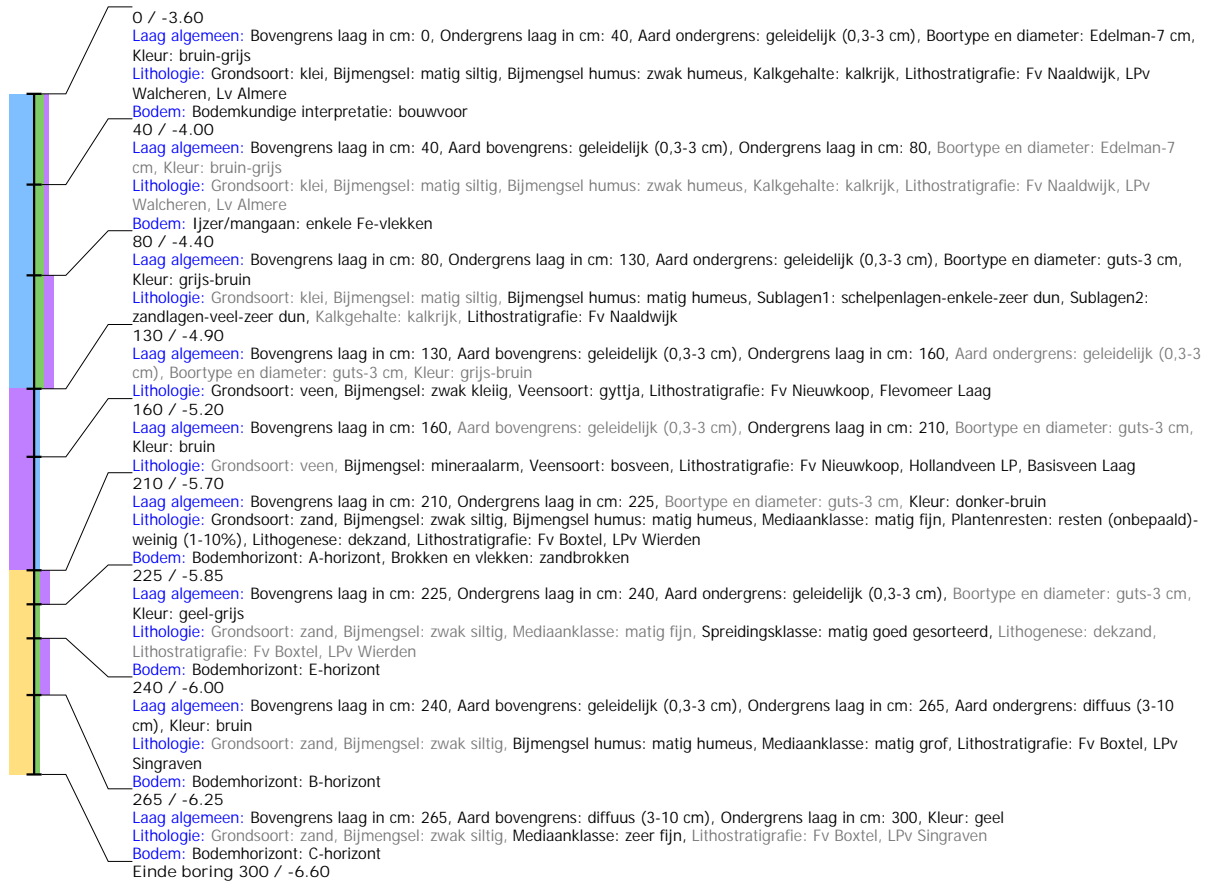 0 / -3.60
Laag algemeen: Bovengrens laag in cm: 0, Ondergrens laag in cm: 40, Aard ondergrens: geleidelijk (0,3-3 cm), Boortype en diameter: Edelman-7 cm,
Kleur: bruin-grijs
Lithologie: Grondsoort: klei, Bijmengsel: matig siltig, Bijmengsel humus: zwak humeus, Kalkgehalte: kalkrijk, Lithostratigrafie: Fv Naaldwijk, LPv
Walcheren, Lv Almere
Bodem: Bodemkundige interpretatie: bouwvoor
40 / -4.00
Laag algemeen: Bovengrens laag in cm: 40, Aard bovengrens: geleidelijk (0,3-3 cm), Ondergrens laag in cm: 80, Boortype en diameter: Edelman-7
cm, Kleur: bruin-grijs
Lithologie: Grondsoort: klei, Bijmengsel: matig siltig, Bijmengsel humus: zwak humeus, Kalkgehalte: kalkrijk, Lithostratigrafie: Fv Naaldwijk, LPv
Walcheren, Lv Almere
Bodem: Ijzer/mangaan: enkele Fe-vlekken
80 / -4.40
Laag algemeen: Bovengrens laag in cm: 80, Ondergrens laag in cm: 130, Aard ondergrens: geleidelijk (0,3-3 cm), Boortype en diameter: guts-3 cm,
Kleur: grijs-bruin
Lithologie: Grondsoort: klei, Bijmengsel: matig siltig, Bijmengsel humus: matig humeus, Sublagen1: schelpenlagen-enkele-zeer dun, Sublagen2:
zandlagen-veel-zeer dun, Kalkgehalte: kalkrijk, Lithostratigrafie: Fv Naaldwijk
130 / -4.90
Laag algemeen: Bovengrens laag in cm: 130, Aard bovengrens: geleidelijk (0,3-3 cm), Ondergrens laag in cm: 160, Aard ondergrens: geleidelijk (0,3-3
cm), Boortype en diameter: guts-3 cm, Kleur: grijs-bruin
Lithologie: Grondsoort: veen, Bijmengsel: zwak kleiig, Veensoort: gyttja, Lithostratigrafie: Fv Nieuwkoop, Flevomeer Laag
160 / -5.20
Laag algemeen: Bovengrens laag in cm: 160, Aard bovengrens: geleidelijk (0,3-3 cm), Ondergrens laag in cm: 210, Boortype en diameter: guts-3 cm,
Kleur: bruin
Lithologie: Grondsoort: veen, Bijmengsel: mineraalarm, Veensoort: bosveen, Lithostratigrafie: Fv Nieuwkoop, Hollandveen LP, Basisveen Laag
210 / -5.70
Laag algemeen: Bovengrens laag in cm: 210, Ondergrens laag in cm: 225, Boortype en diameter: guts-3 cm, Kleur: donker-bruin
Lithologie: Grondsoort: zand, Bijmengsel: zwak siltig, Bijmengsel humus: matig humeus, Mediaanklasse: matig fijn, Plantenresten: resten (onbepaald)-
weinig (1-10%), Lithogenese: dekzand, Lithostratigrafie: Fv Boxtel, LPv Wierden
Bodem: Bodemhorizont: A-horizont, Brokken en vlekken: zandbrokken
225 / -5.85
Laag algemeen: Bovengrens laag in cm: 225, Ondergrens laag in cm: 240, Aard ondergrens: geleidelijk (0,3-3 cm), Boortype en diameter: guts-3 cm,
Kleur: geel-grijs
Lithologie: Grondsoort: zand, Bijmengsel: zwak siltig, Mediaanklasse: matig fijn, Spreidingsklasse: matig goed gesorteerd, Lithogenese: dekzand,
Lithostratigrafie: Fv Boxtel, LPv Wierden
Bodem: Bodemhorizont: E-horizont
240 / -6.00
Laag algemeen: Bovengrens laag in cm: 240, Aard bovengrens: geleidelijk (0,3-3 cm), Ondergrens laag in cm: 265, Aard ondergrens: diffuus (3-10
cm), Kleur: bruin
Lithologie: Grondsoort: zand, Bijmengsel: zwak siltig, Bijmengsel humus: matig humeus, Mediaanklasse: matig grof, Lithostratigrafie: Fv Boxtel, LPv
Singraven
Bodem: Bodemhorizont: B-horizont
265 / -6.25
Laag algemeen: Bovengrens laag in cm: 265, Aard bovengrens: diffuus (3-10 cm), Ondergrens laag in cm: 300, Kleur: geel
Lithologie: Grondsoort: zand, Bijmengsel: zwak siltig, Mediaanklasse: zeer fijn, Lithostratigrafie: Fv Boxtel, LPv Singraven
Bodem: Bodemhorizont: C-horizont
Einde boring 300 / -6.60